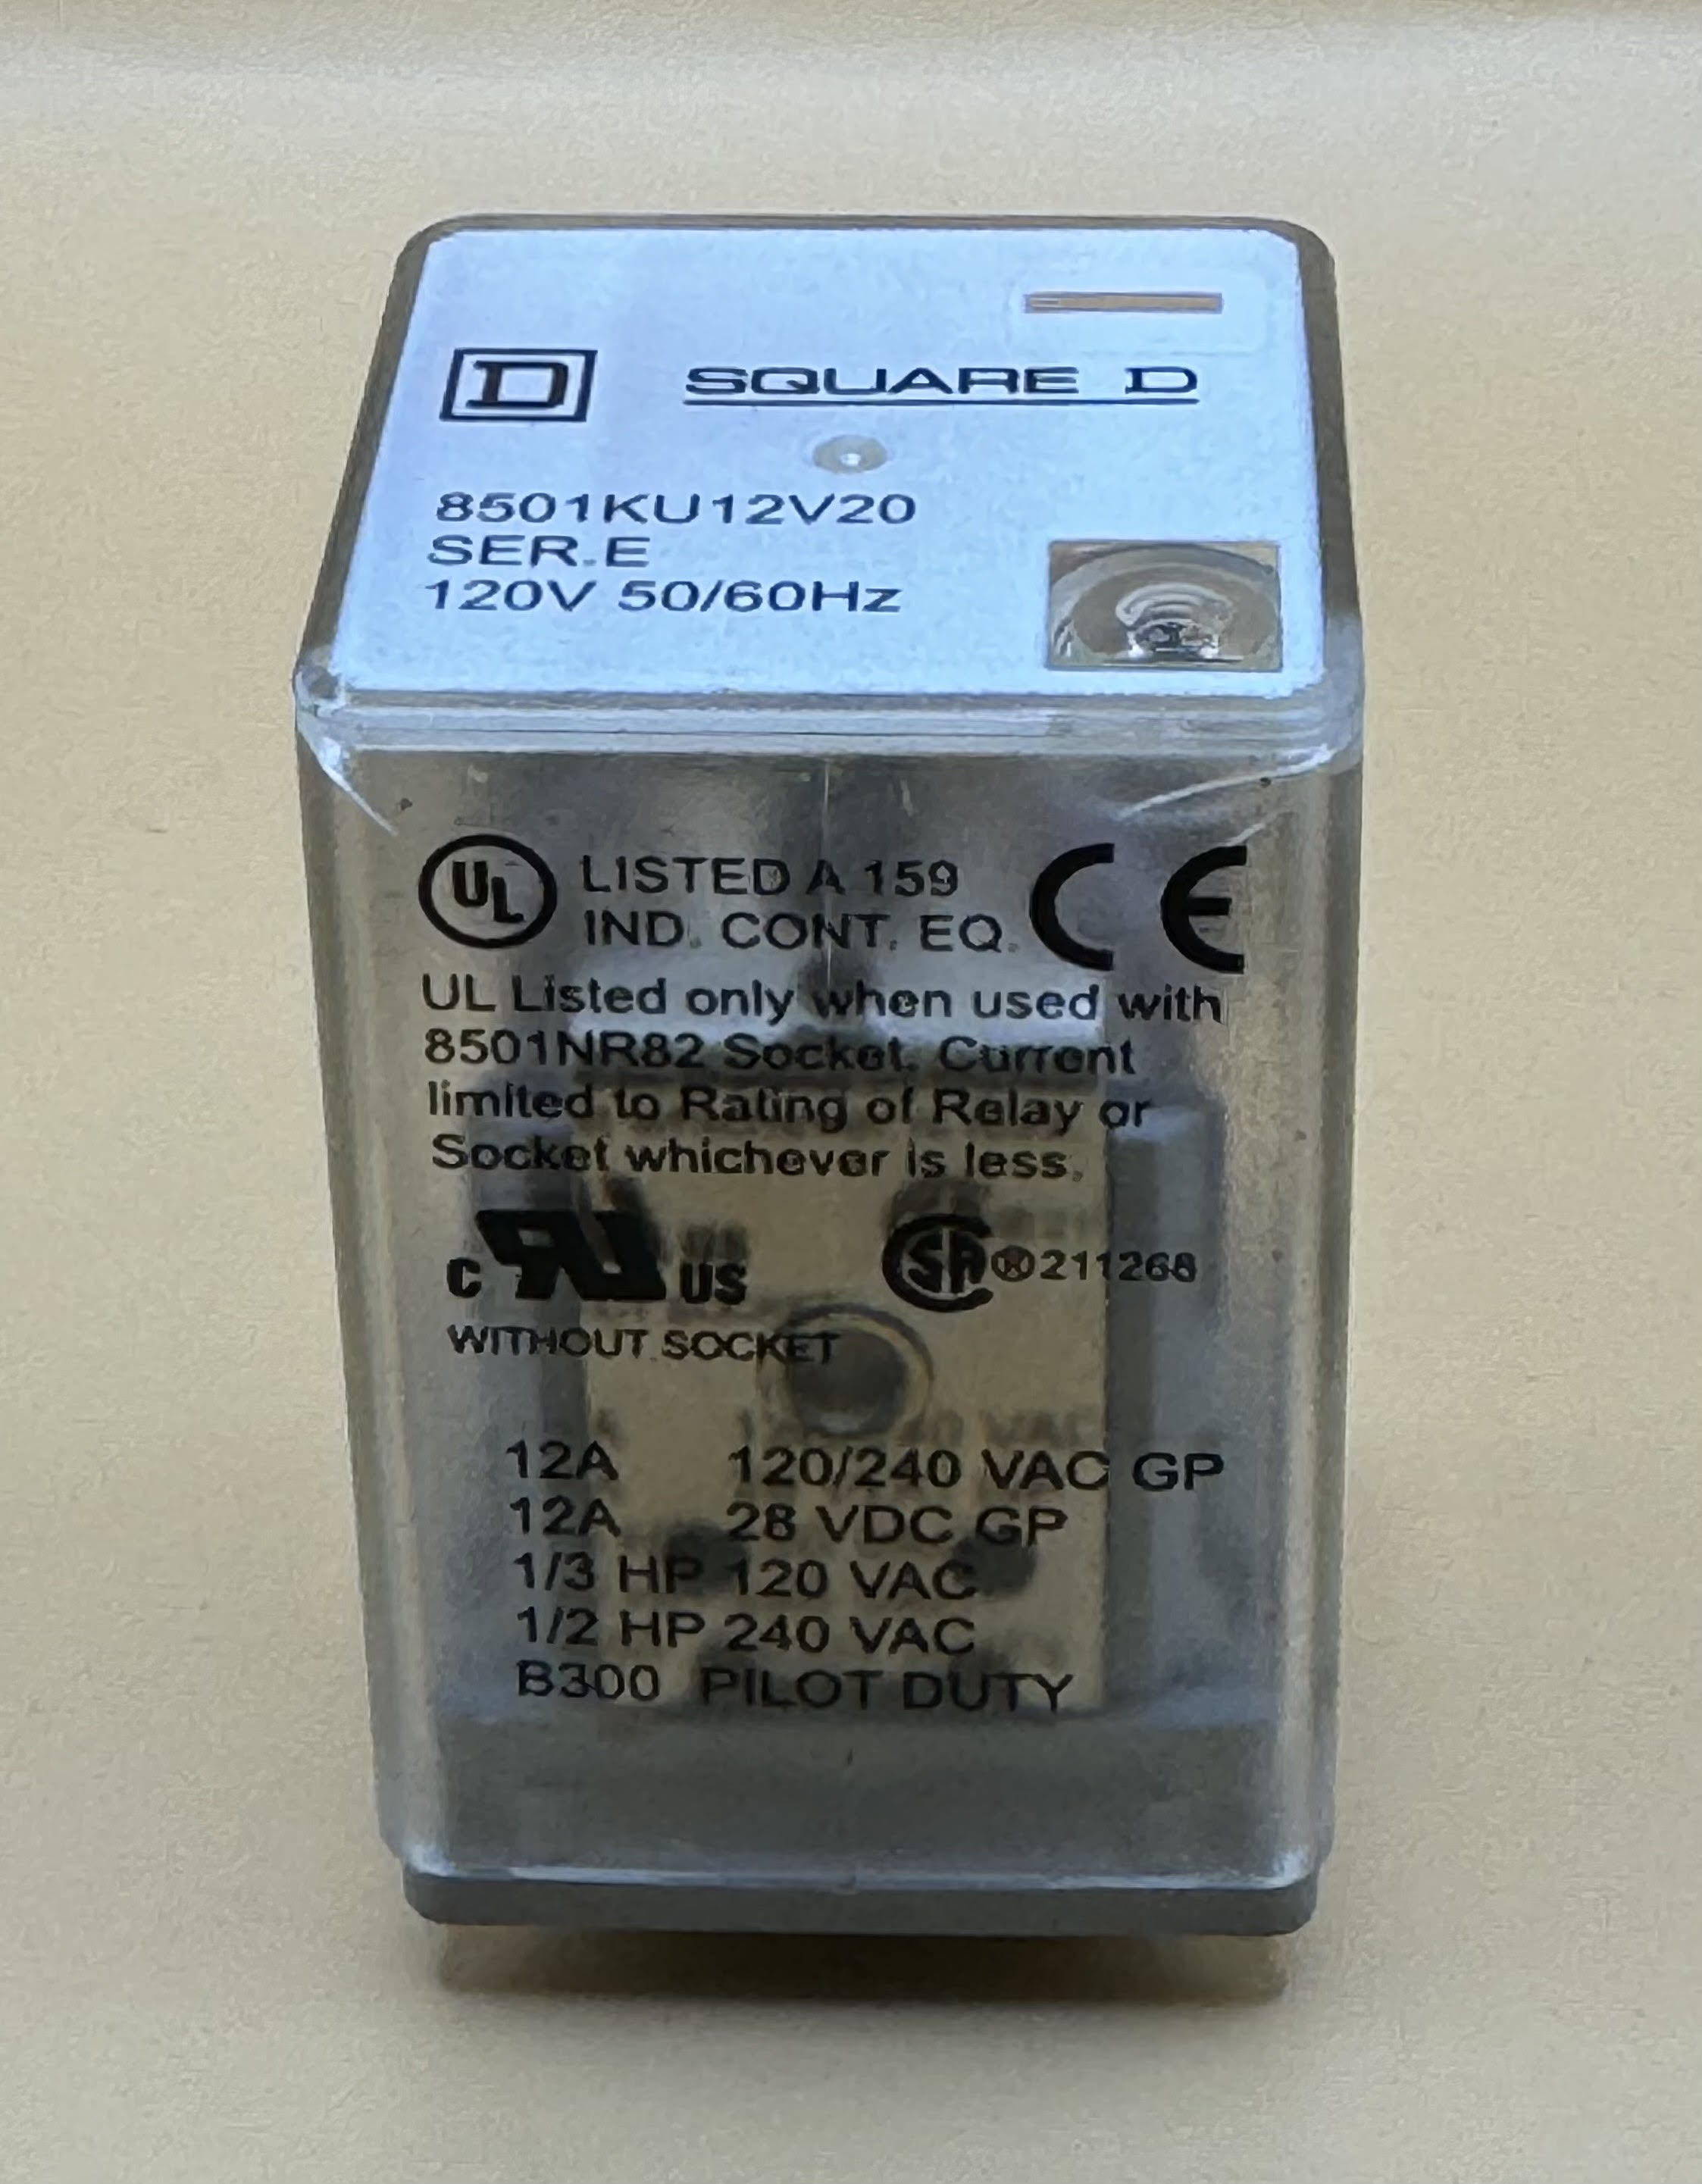 D SQUARE D
8501KU12V20
SER.E
120V 50/60Hz
UL LISTED A 159
IND. CONT. EQ. CE
UL Listed only when used with
8501NR82 Socket. Current
limited to Rating of Relay or
Socket whichever is less.
c RU US SA®211268
WITHOUT SOCKET
12A 120/240 VAC GP
12A 28 VDC GP
1/3 HP 120 VAC
1/2 HP 240 VAC
B300 PILOT DUTY